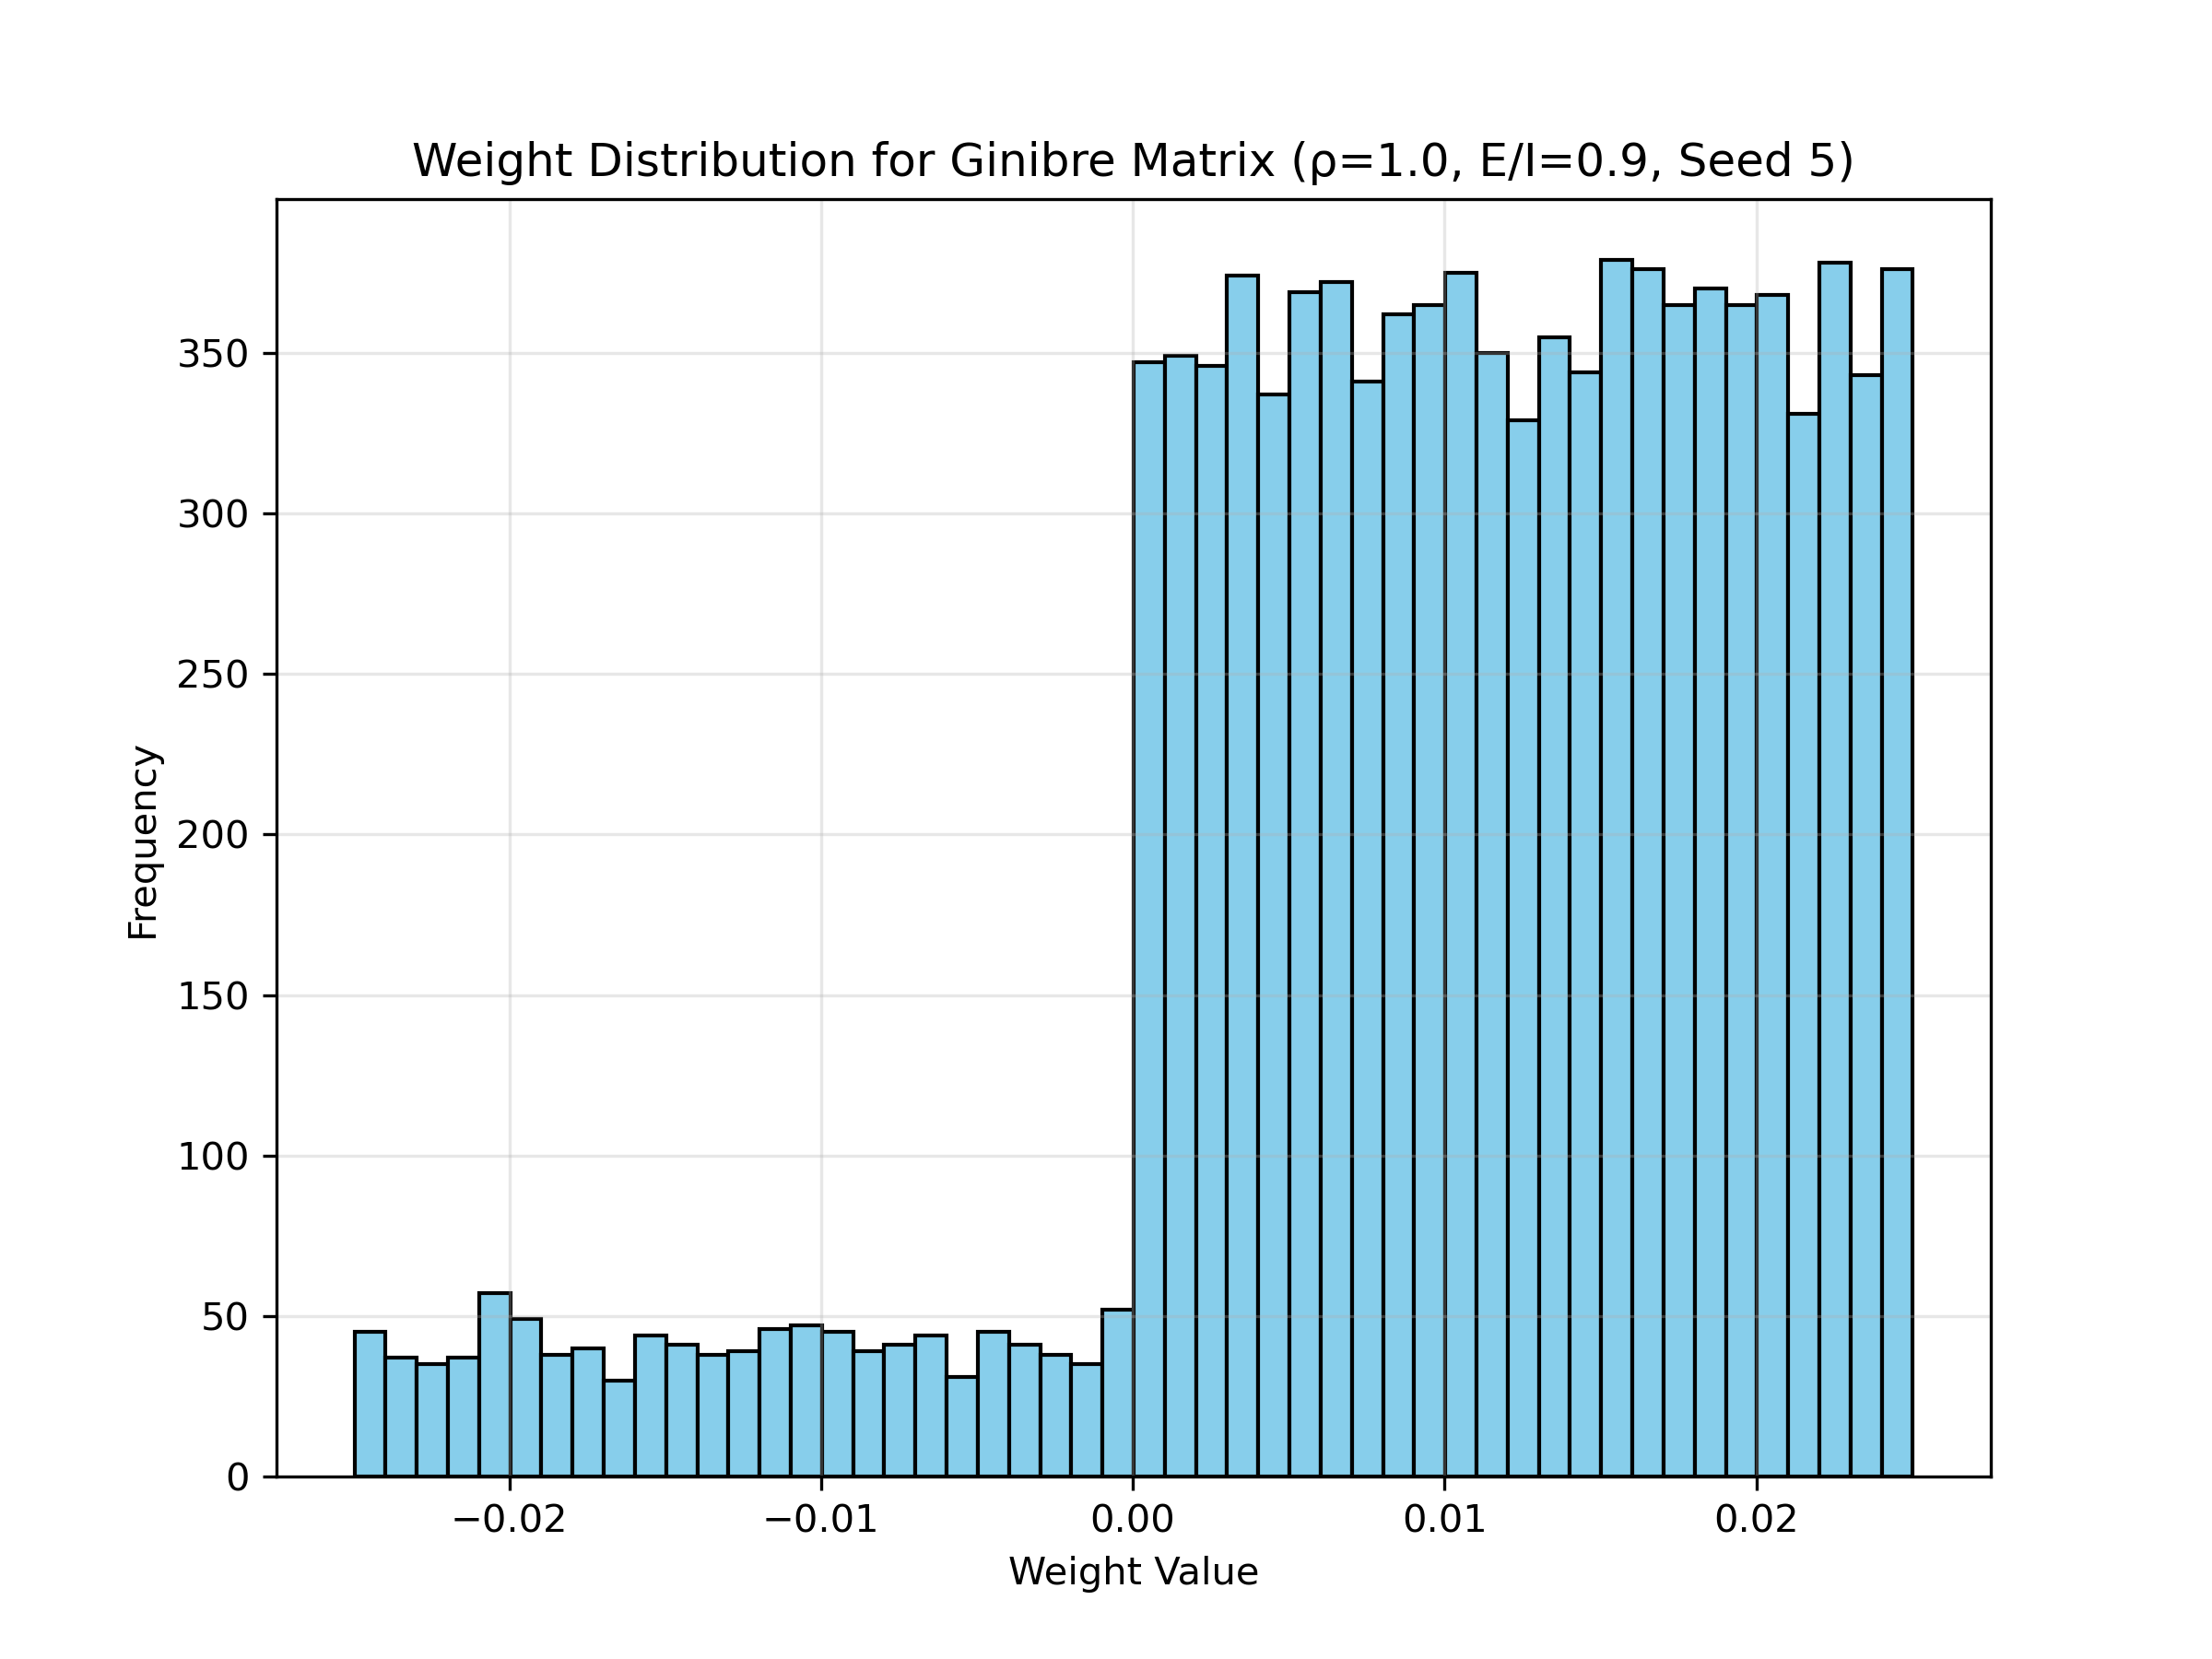 Weight Distribution for Ginibre Matrix (ρ=1.0, E/I=0.9, Seed 5)
Frequency
350
300
250
200
150
100
50
0
−0.02 −0.01 0.00 0.01 0.02
Weight Value